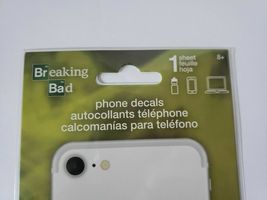 Breaking
Bad
1 sheet
feuille
hoja
8+
phone decals
autocollants téléphone
calcomanías para teléfono